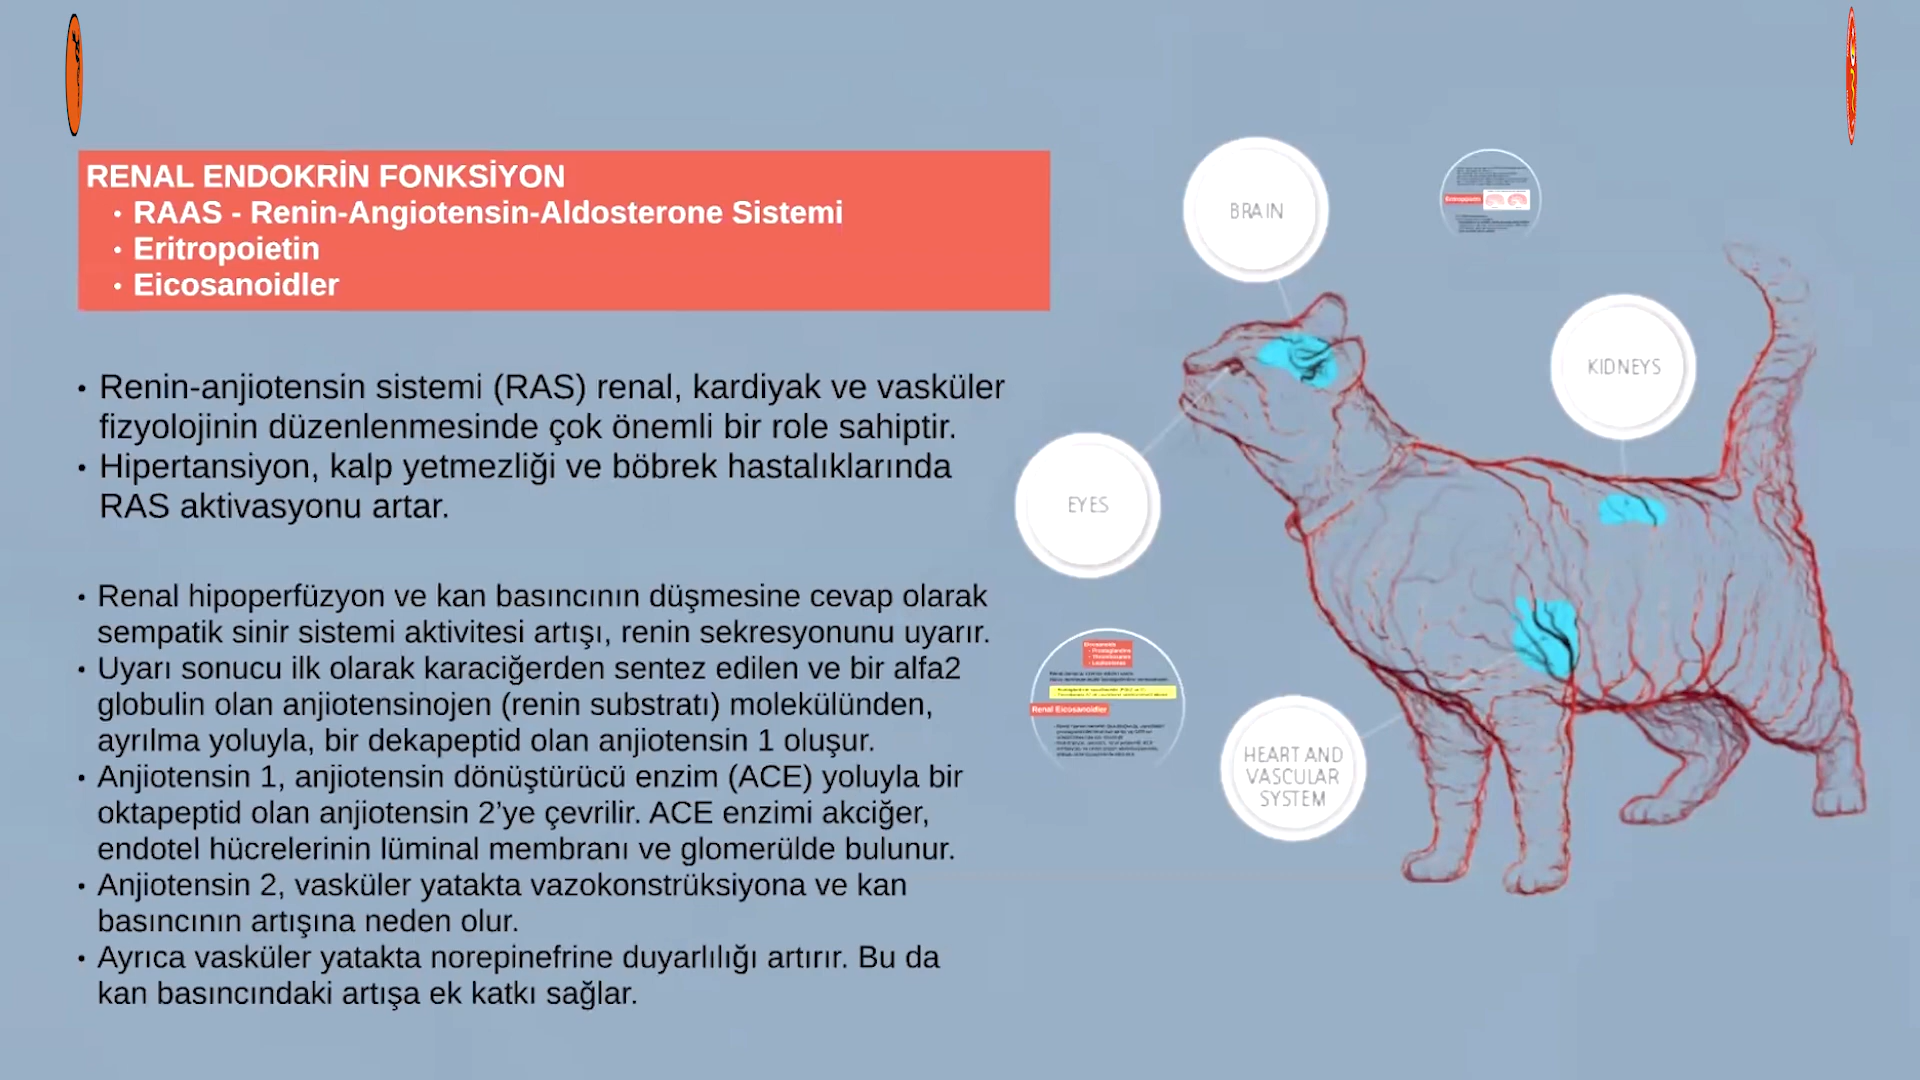 RENAL ENDOKRİN FONKSİYON
• RAAS - Renin-Angiotensin-Aldosterone Sistemi
• Eritropoietin
• Eicosanoidler
• Renin-anjiotensin sistemi (RAS) renal, kardiyak ve vasküler
fizyolojinin düzenlenmesinde çok önemli bir role sahiptir.
• Hipertansiyon, kalp yetmezliği ve böbrek hastalıklarında
RAS aktivasyonu artar.
• Renal hipoperfüzyon ve kan basıncının düşmesine cevap olarak
sempatik sinir sistemi aktivitesi artışı, renin sekresyonunu uyarır.
• Uyarı sonucu ilk olarak karaciğerden sentez edilen ve bir alfa2
globulin olan anjiotensinojen (renin substratı) molekülünden,
ayrılma yoluyla, bir dekapeptid olan anjiotensin 1 oluşur.
• Anjiotensin 1, anjiotensin dönüştürücü enzim (ACE) yoluyla bir
oktapeptid olan anjiotensin 2’ye çevrilir. ACE enzimi akciğer,
endotel hücrelerinin lüminal membranı ve glomerülde bulunur.
• Anjiotensin 2, vasküler yatakta vazokonstrüksiyona ve kan
basıncının artışına neden olur.
• Ayrıca vasküler yatakta norepinefrine duyarlılığı artırır. Bu da
kan basıncındaki artışa ek katkı sağlar.
BRAIN
KIDNEYS
EYES
HEART AND
VASCULAR
SYSTEM
Renal Eicosanoidler